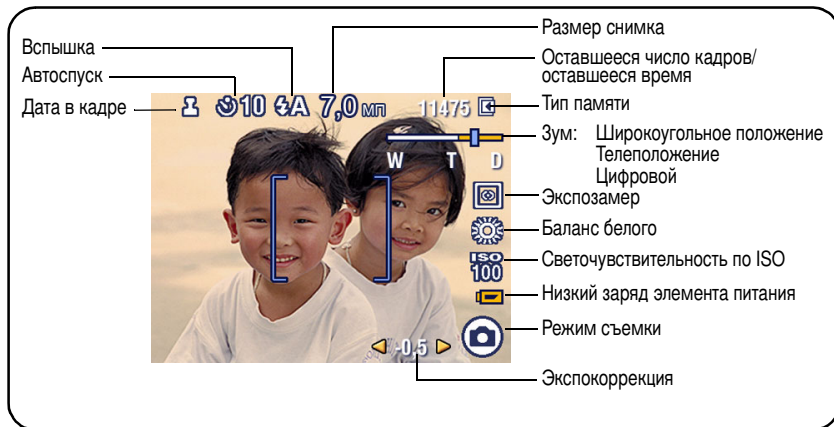 Размер снимка
Вспышка
Оставшееся число кадров/
оставшееся время
Автоспуск
Дата в кадре
10 A 7,0 МП 11475
Тип памяти
Зум: Широкоугольное положение
Телеположение
Цифровой
W T D
Экспозамер
Баланс белого
ISO
100
Светочувствительность по ISO
Низкий заряд элемента питания
Режим съемки
-0,5
Экспокоррекция